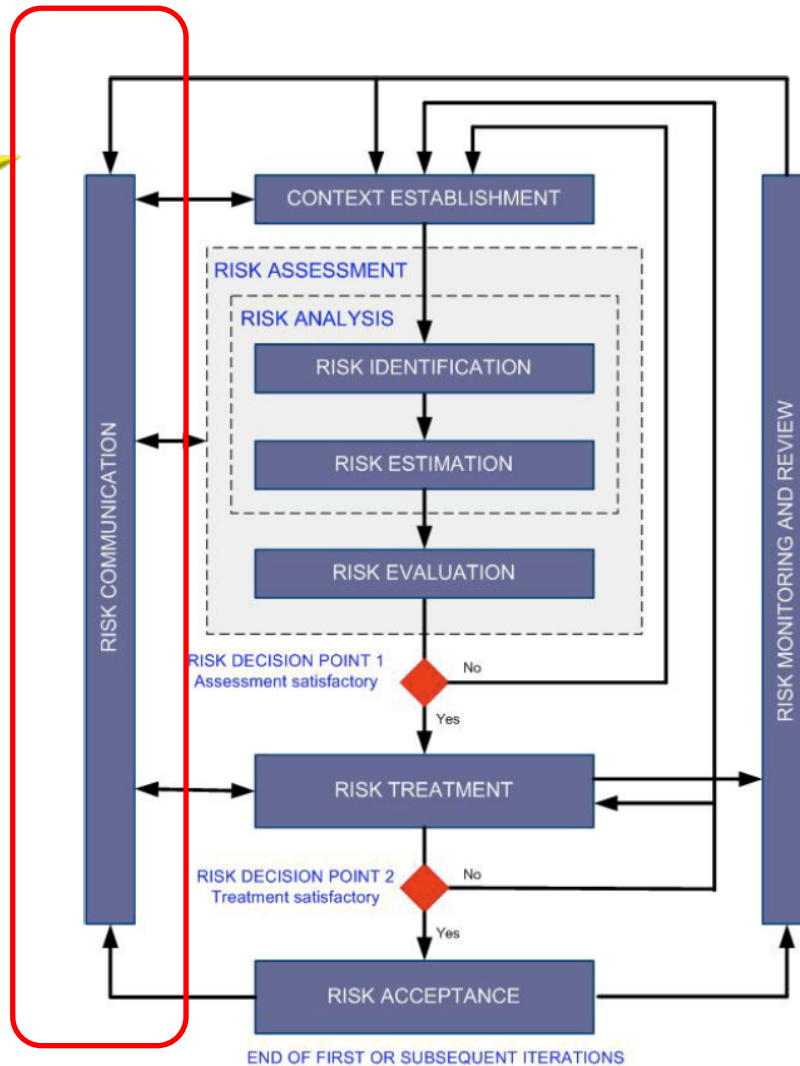 CONTEXT ESTABLISHMENT
RISK ASSESSMENT
RISK ANALYSIS
RISK IDENTIFICATION
RISK ESTIMATION
RISK EVALUATION
RISK COMMUNICATION
RISK MONITORING AND REVIEW
RISK DECISION POINT 1
Assessment satisfactory
No
Yes
RISK TREATMENT
RISK DECISION POINT 2
Treatment satisfactory
No
Yes
RISK ACCEPTANCE
END OF FIRST OR SUBSEQUENT ITERATIONS